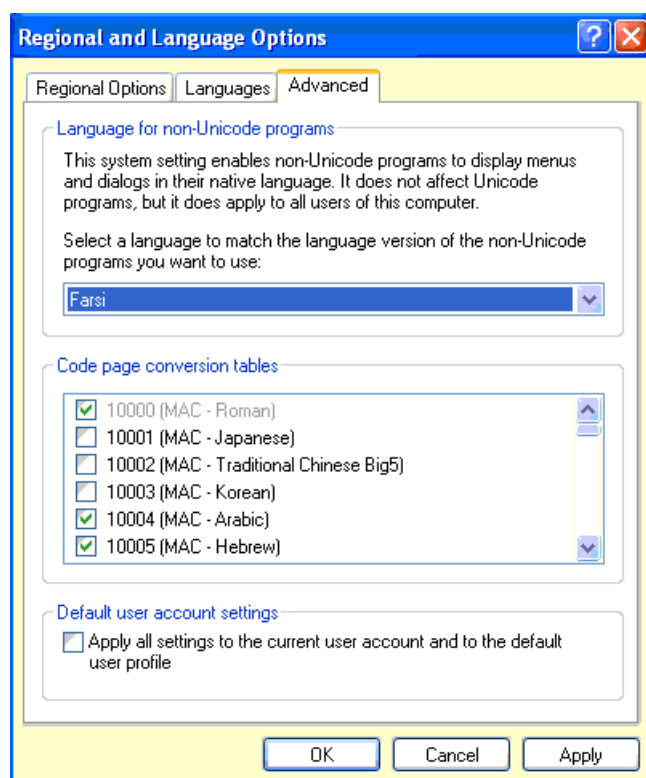 Regional and Language Options
Regional Options Languages Advanced
Language for non-Unicode programs
This system setting enables non-Unicode programs to display menus
and dialogs in their native language. It does not affect Unicode
programs, but it does apply to all users of this computer.
Select a language to match the language version of the non-Unicode
programs you want to use:
Farsi
Code page conversion tables
10000 (MAC - Roman)
10001 (MAC - Japanese)
10002 (MAC - Traditional Chinese Big5)
10003 (MAC - Korean)
10004 (MAC - Arabic)
10005 (MAC - Hebrew)
Default user account settings
Apply all settings to the current user account and to the default
user profile
OK Cancel Apply